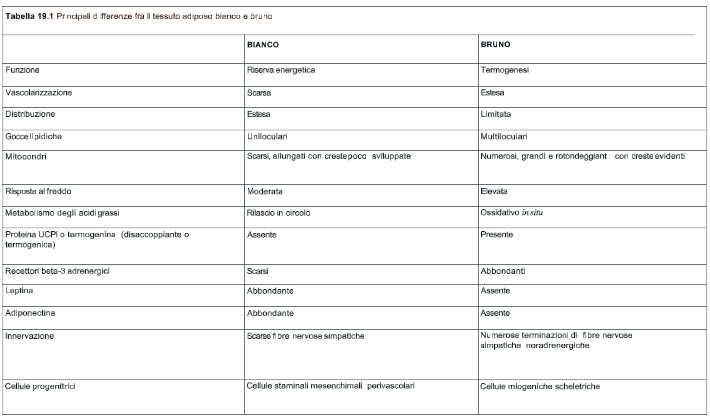 Tabella 19.1 Principali differenze fra il tessuto adiposo bianco e bruno
BIANCO BRUNO
Funzione Riserva energetica Termogenesi
Vascolarizzazione Scarsa Estesa
Distribuzione Estesa Limitata
Gocce lipidiche Uniloculari Multiloculari
Mitocondri Scarsi, allungati con creste poco sviluppate Numerosi, grandi e rotondeggiant con creste evidenti
Risposta al freddo Moderata Elevata
Metabolismo degli acidi grassi Rilascio in circolo Ossidativo in situ
Proteina UCPI o termogenina (disaccoppiante o
termogenica) Assente Presente
Recettori beta-3 adrenergici Scarsi Abbondanti
Leptina Abbondante Assente
Adiponectina Abbondante Assente
Innervazione Scarse fibre nervose simpatiche Numerose terminazioni di fibre nervose
simpatiche noradrenergiche
Cellule progenitrici Cellule staminali mesenchimali perivascolari Cellule miogeniche scheletriche